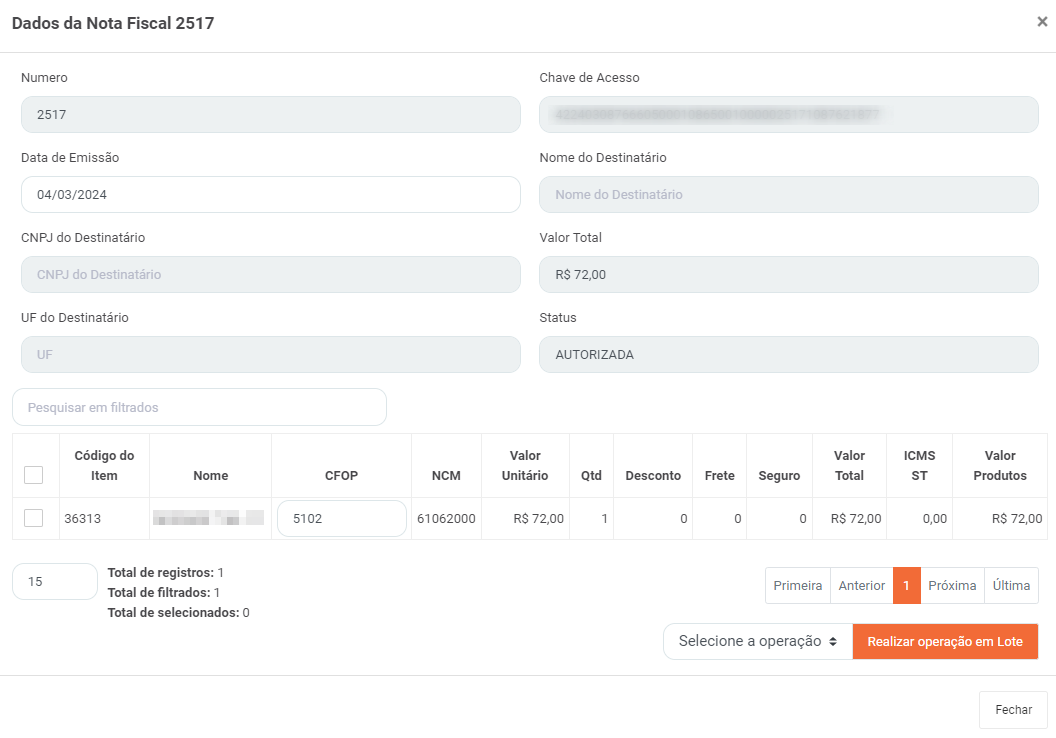 Dados da Nota Fiscal 2517 ×
Numero Chave de Acesso
2517
Data de Emissão Nome do Destinatário
04/03/2024 Nome do Destinatário
CNPJ do Destinatário Valor Total
CNPJ do Destinatário R$ 72,00
UF do Destinatário Status
UF AUTORIZADA
Pesquisar em filtrados
Código do Item Nome CFOP NCM Valor Unitário Qtd Desconto Frete Seguro Valor Total ICMS ST Valor Produtos
36313 5102 61062000 R$ 72,00 1 0 0 0 R$ 72,00 0,00 R$ 72,00
15
Total de registros: 1
Total de filtrados: 1
Total de selecionados: 0
Primeira Anterior 1 Próxima Última
Selecione a operação Realizar operação em Lote
Fechar